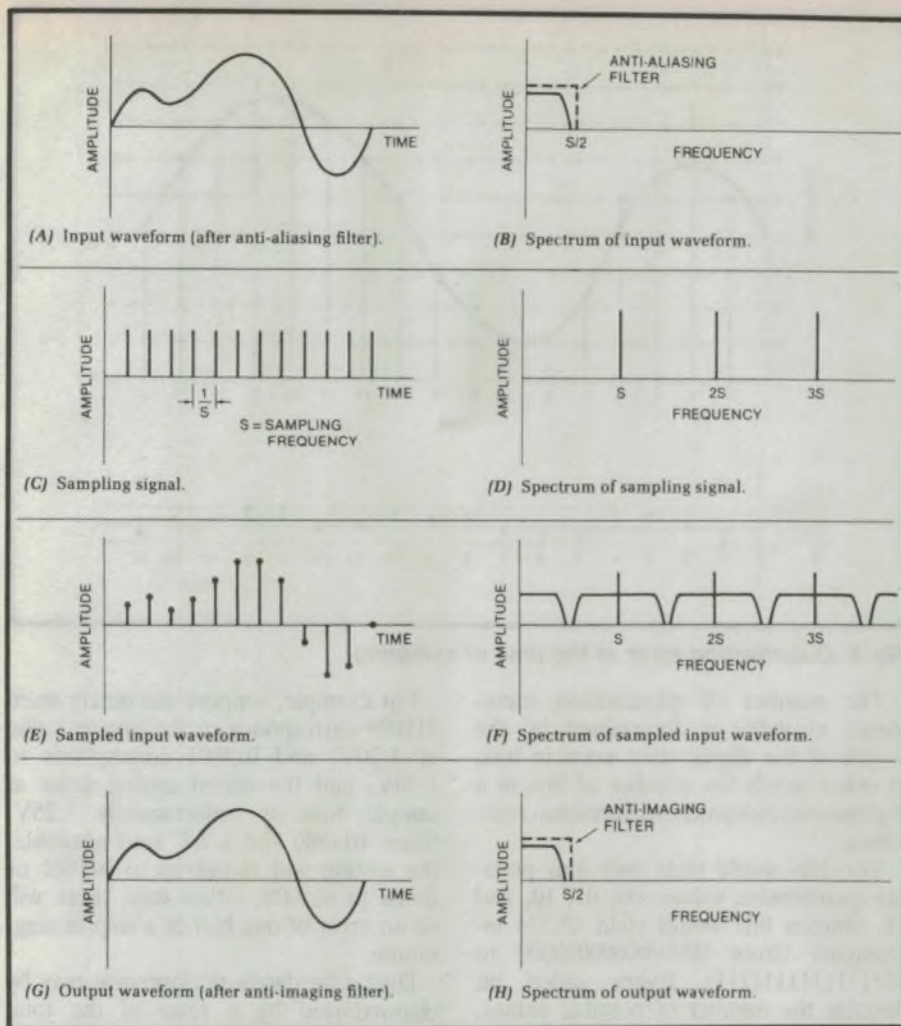 AMPLITUDE
TIME
(A) Input waveform (after anti-aliasing filter).
AMPLITUDE
ANTI-ALIASING
FILTER
S/2
FREQUENCY
(B) Spectrum of input waveform.
AMPLITUDE
TIME
1
S
S = SAMPLING
FREQUENCY
(C) Sampling signal.
AMPLITUDE
S 2S 3S
FREQUENCY
(D) Spectrum of sampling signal.
AMPLITUDE
TIME
(E) Sampled input waveform.
AMPLITUDE
S 2S 3S
FREQUENCY
(F) Spectrum of sampled input waveform.
AMPLITUDE
TIME
(G) Output waveform (after anti-imaging filter).
AMPLITUDE
ANTI-IMAGING
FILTER
S/2
FREQUENCY
(H) Spectrum of output waveform.